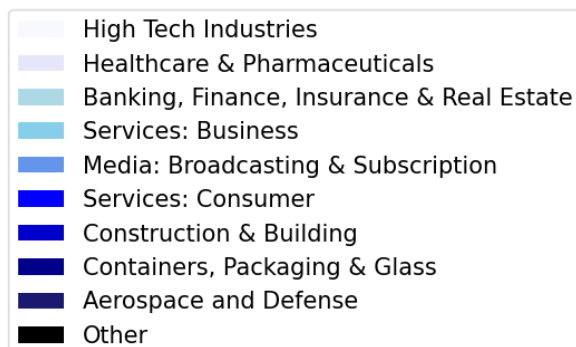 High Tech Industries
Healthcare & Pharmaceuticals
Banking, Finance, Insurance & Real Estate
Services: Business
Media: Broadcasting & Subscription
Services: Consumer
Construction & Building
Containers, Packaging & Glass
Aerospace and Defense
Other